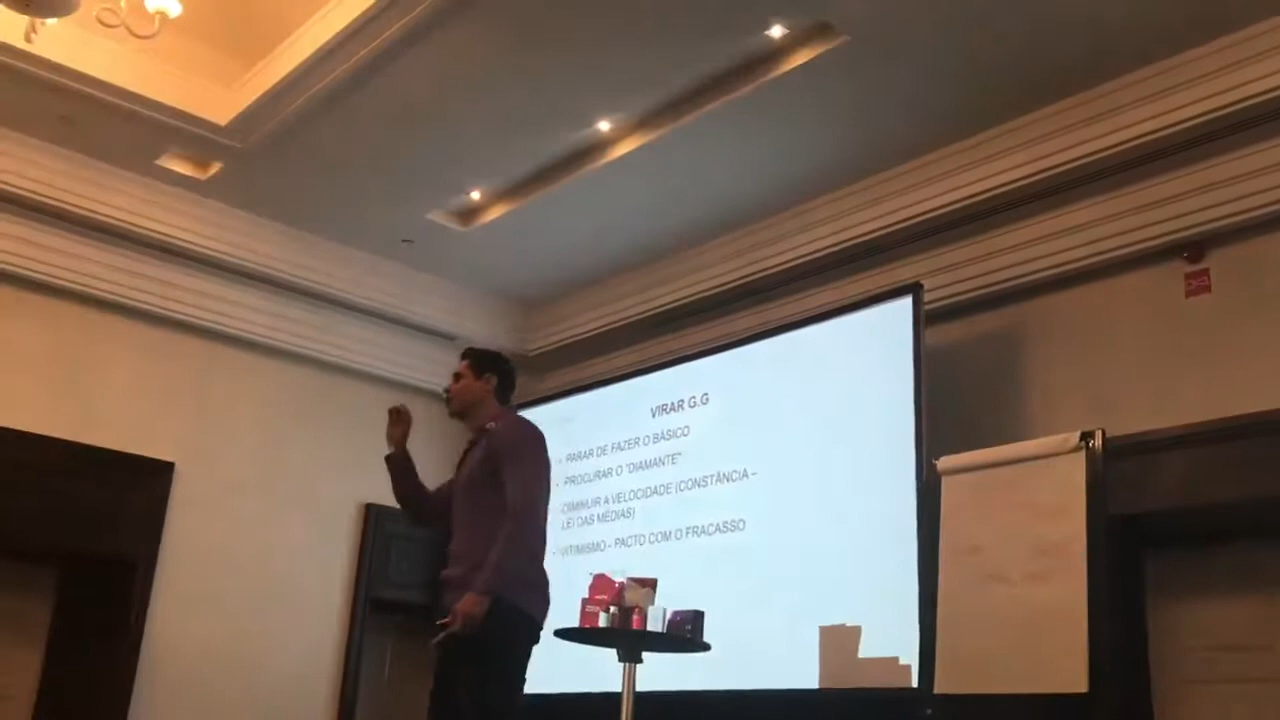 VIRAR G.G
• PARAR DE FAZER O BÁSICO
• PROCURAR O "DIAMANTE"
DIMINUIR A VELOCIDADE (CONSTÂNCIA –
LEI DAS MÉDIAS)
• VITIMISMO – PACTO COM O FRACASSO